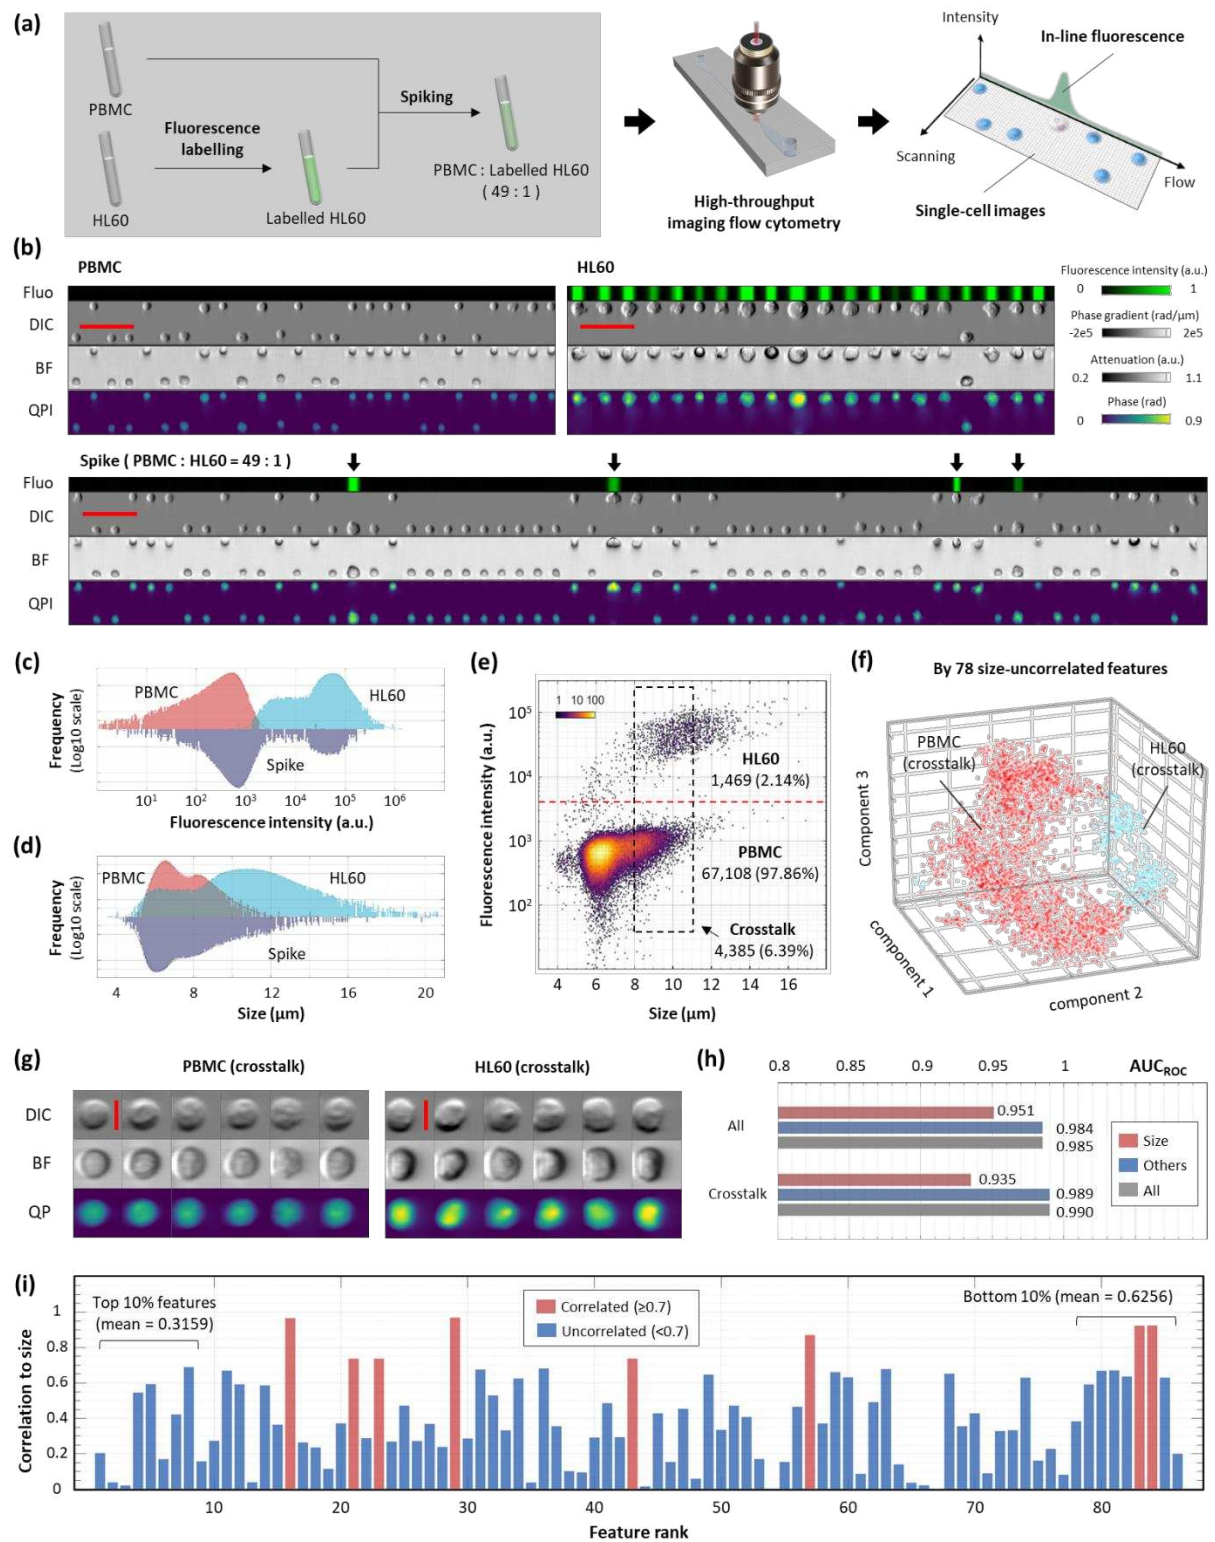 (a)
PBMC
HL60
Fluorescence
labelling
Labelled HL60
Spiking
PBMC : Labelled HL60
( 49 : 1 )
High-throughput
imaging flow cytometry
Intensity
In-line fluorescence
Scanning
Flow
Single-cell images
(b)
PBMC
HL60
Fluo
DIC
BF
QPI
Fluorescence intensity (a.u.)
0 1
Phase gradient (rad/µm)
-2e5 2e5
Attenuation (a.u.)
0.2 1.1
Phase (rad)
0 0.9
Spike ( PBMC : HL60 = 49 : 1 )
Fluo
DIC
BF
QPI
(c)
Frequency
(Log10 scale)
PBMC
HL60
Spike
10¹ 10² 10³ 10⁴ 10⁵ 10⁶
Fluorescence intensity (a.u.)
(d)
Frequency
(Log10 scale)
PBMC
HL60
Spike
4 8 12 16 20
Size (µm)
(e)
Fluorescence intensity (a.u.)
10⁵
10⁴
10³
10²
1 10 100
HL60
1,469 (2.14%)
PBMC
67,108 (97.86%)
Crosstalk
4,385 (6.39%)
4 6 8 10 12 14 16
Size (µm)
(f)
By 78 size-uncorrelated features
PBMC
(crosstalk)
HL60
(crosstalk)
Component 3
component 1
component 2
(g)
PBMC (crosstalk)
HL60 (crosstalk)
DIC
BF
QP
(h)
0.8 0.85 0.9 0.95 1
AUCROC
All
0.951
0.984
0.985
Crosstalk
0.935
0.989
0.990
Size
Others
All
(i)
Correlation to size
1
0.8
0.6
0.4
0.2
0
Top 10% features
(mean = 0.3159)
Correlated (≥0.7)
Uncorrelated (<0.7)
Bottom 10% (mean = 0.6256)
10 20 30 40 50 60 70 80
Feature rank